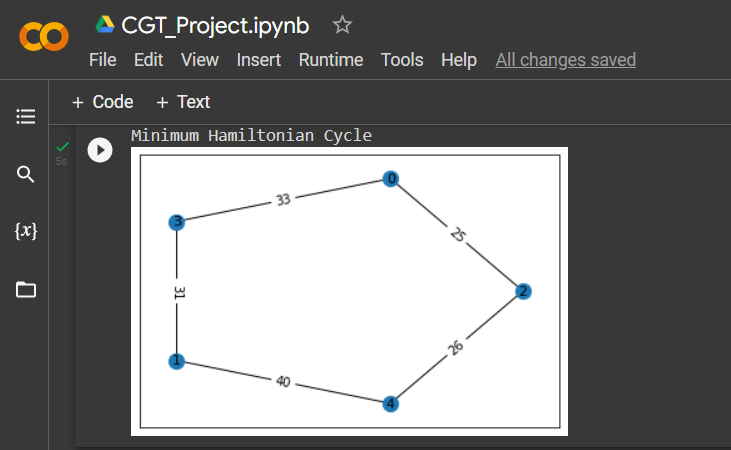 CGT_Project.ipynb
File Edit View Insert Runtime Tools Help All changes saved
+ Code + Text
Minimum Hamiltonian Cycle
5s
{x}
0
33
3
25
31
2
26
1
40
4